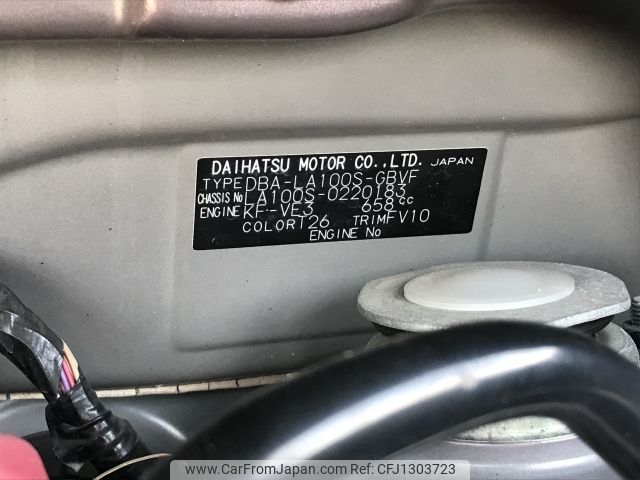 DAIHATSU MOTOR CO.,LTD. JAPAN
TYPE DBA-LA100S-GBVF
CHASSIS No LA100S-0220183
ENGINE KF-VE3 658cc
COLOR T26 TRIM FV10
ENGINE No
www.CarFromJapan.com - CFJ1303723